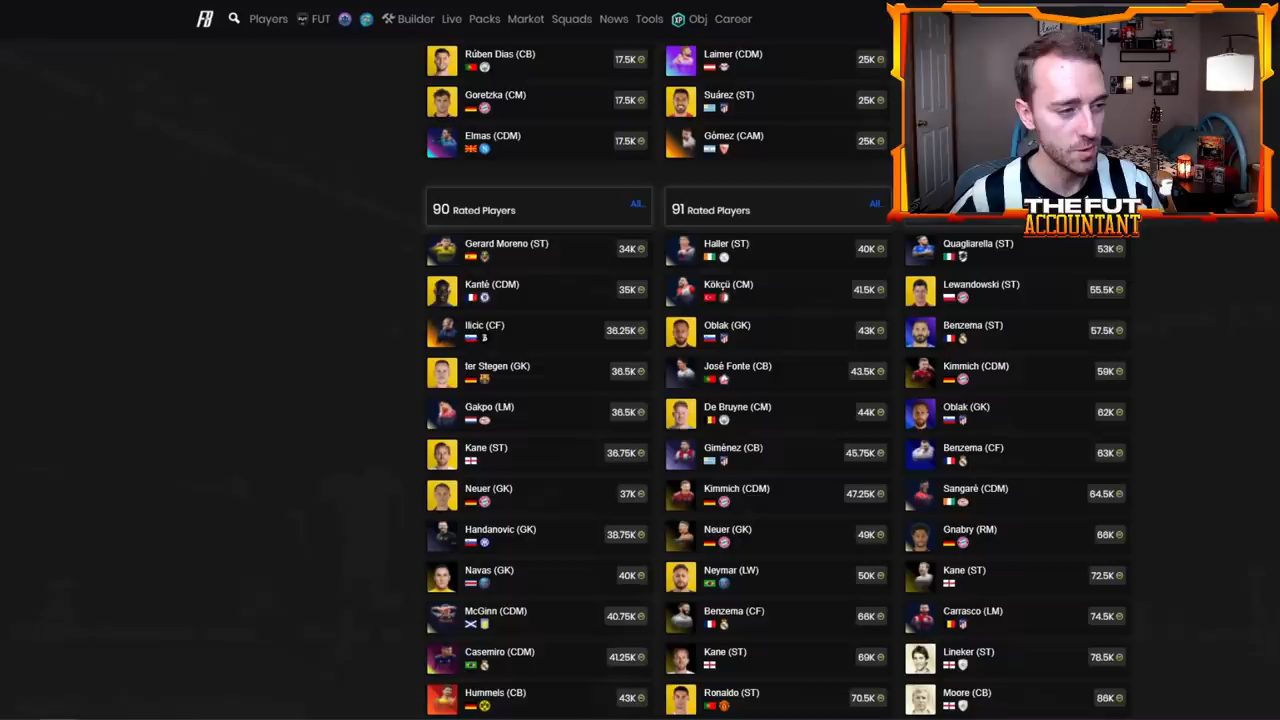 FB Players FUT Builder Live Packs Market Squads News Tools XP Obj Career
Rúben Dias (CB) 17.5K
Goretzka (CM) 17.5K
Elmas (CDM) 17.5K
Laimer (CDM) 25K
Suárez (ST) 25K
Gómez (CAM) 25K
THE FUT
ACCOUNTANT
90 Rated Players All..
Gerard Moreno (ST) 34K
Kanté (CDM) 35K
Ilicic (CF) 36.25K
ter Stegen (GK) 36.5K
Gakpo (LM) 36.5K
Kane (ST) 36.75K
Neuer (GK) 37K
Handanovic (GK) 38.75K
Navas (GK) 40K
McGinn (CDM) 40.75K
Casemiro (CDM) 41.25K
Hummels (CB) 43K
91 Rated Players All..
Haller (ST) 40K
Kökçü (CM) 41.5K
Oblak (GK) 43K
José Fonte (CB) 43.5K
De Bruyne (CM) 44K
Giménez (CB) 45.75K
Kimmich (CDM) 47.25K
Neuer (GK) 49K
Neymar (LW) 50K
Benzema (CF) 66K
Kane (ST) 69K
Ronaldo (ST) 70.5K
Quagliarella (ST) 53K
Lewandowski (ST) 55.5K
Benzema (ST) 57.5K
Kimmich (CDM) 59K
Oblak (GK) 62K
Benzema (CF) 63K
Sangaré (CDM) 64.5K
Gnabry (RM) 66K
Kane (ST) 72.5K
Carrasco (LM) 74.5K
Lineker (ST) 78.5K
Moore (CB) 86K